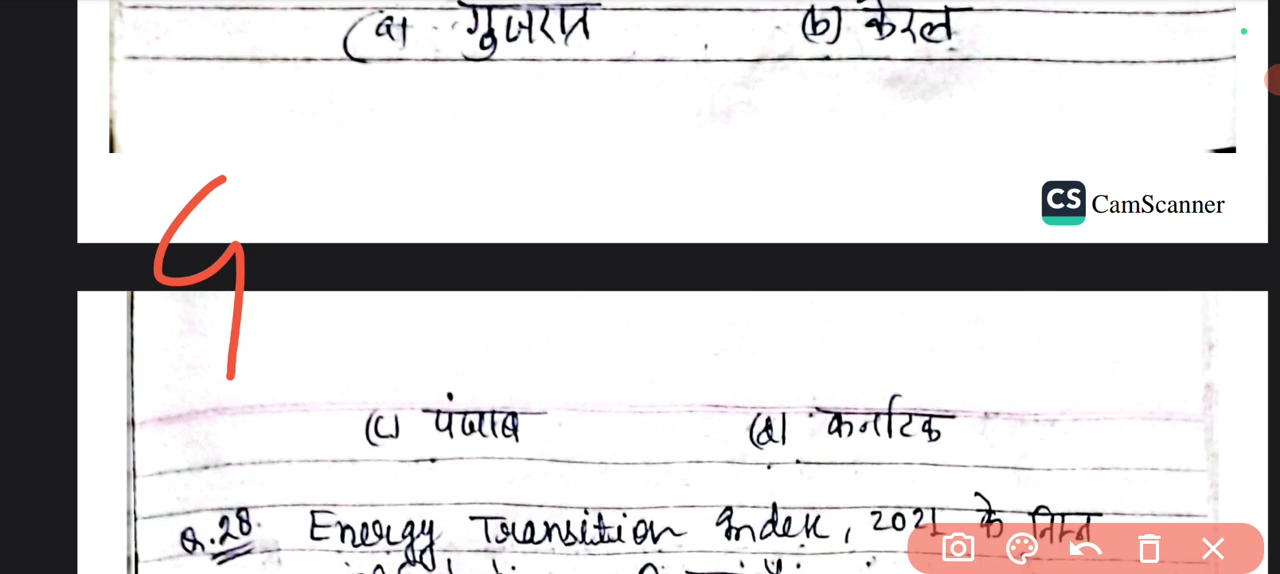 (a) गुजरात (b) केरल
CS CamScanner
(c) पंजाब (d) कर्नाटक
Q.28. Energy Transition Index, 2021 के निम्न